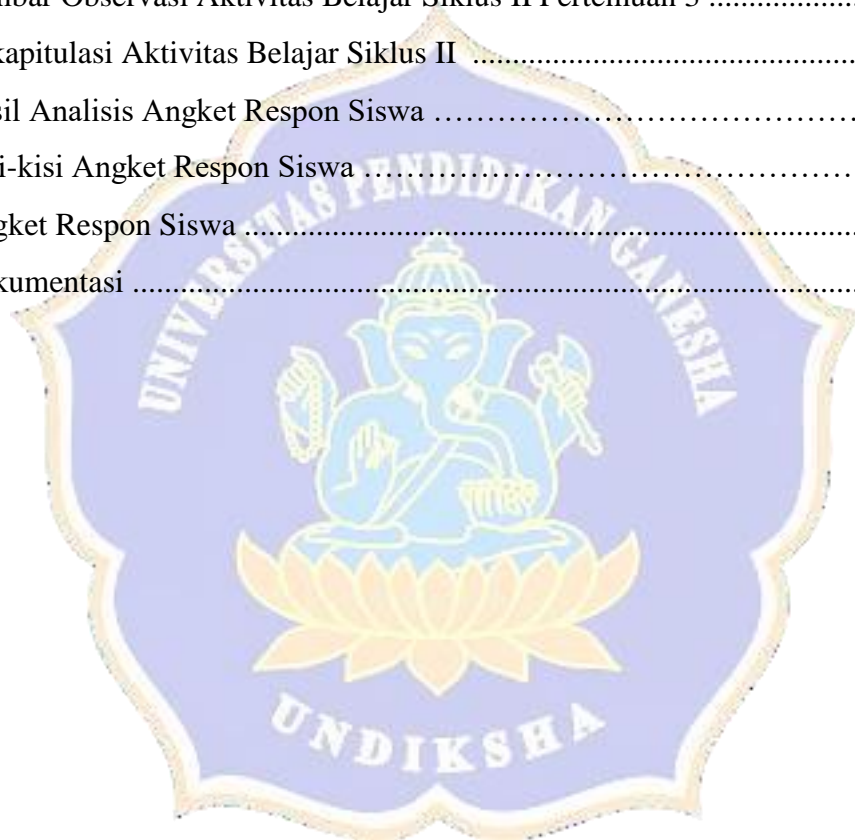 mbar Observasi Aktivitas Belajar Siklus II Pertemuan 3 ..................
kapitulasi Aktivitas Belajar Siklus II ................................................
sil Analisis Angket Respon Siswa ……………………………………
i-kisi Angket Respon Siswa …………………………………………
gket Respon Siswa ............................................................................
kumentasi ..........................................................................................
UNIVERSITAS PENDIDIKAN GANESHA
UNDIKSHA